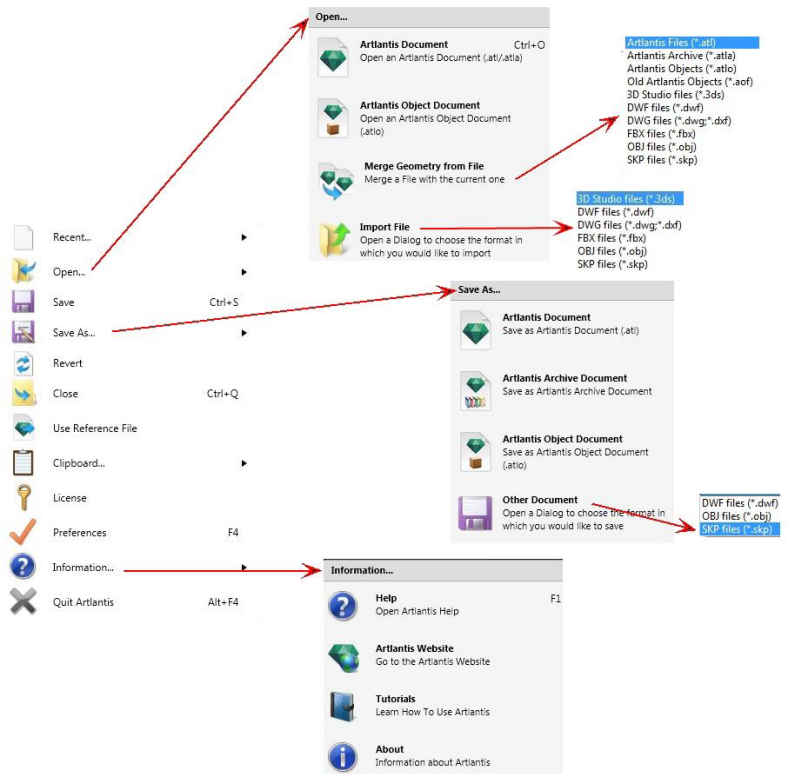 Open...
Artlantis Document Ctrl+O
Open an Artlantis Document (.atl/.atla)
Artlantis Object Document
Open an Artlantis Object Document
(.atlo)
Merge Geometry from File
Merge a File with the current one
Import File
Open a Dialog to choose the format in
which you would like to import
Artlantis Files (*.atl)
Artlantis Archive (*.atla)
Artlantis Objects (*.atlo)
Old Artlantis Objects (*.aof)
3D Studio files (*.3ds)
DWF files (*.dwf)
DWG files (*.dwg;*.dxf)
FBX files (*.fbx)
OBJ files (*.obj)
SKP files (*.skp)
3D Studio files (*.3ds)
DWF files (*.dwf)
DWG files (*.dwg;*.dxf)
FBX files (*.fbx)
OBJ files (*.obj)
SKP files (*.skp)
Recent...
Open...
Save Ctrl+S
Save As...
Revert
Close Ctrl+Q
Use Reference File
Clipboard...
License
Preferences F4
Information...
Quit Artlantis Alt+F4
Save As...
Artlantis Document
Save as Artlantis Document (.atl)
Artlantis Archive Document
Save as Artlantis Archive Document
Artlantis Object Document
Save as Artlantis Object Document
(.atlo)
Other Document
Open a Dialog to choose the format in
which you would like to save
DWF files (*.dwf)
OBJ files (*.obj)
SKP files (*.skp)
Information...
Help F1
Open Artlantis Help
Artlantis Website
Go to the Artlantis Website
Tutorials
Learn How To Use Artlantis
About
Information about Artlantis